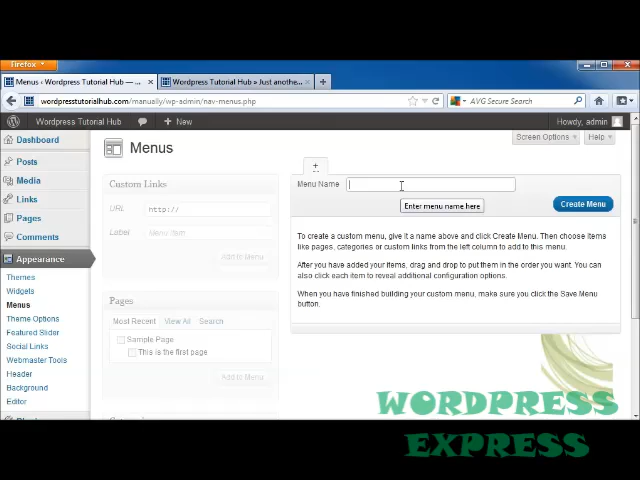 Firefox
Menus ‹ Wordpress Tutorial Hub — ... ×
Wordpress Tutorial Hub » Just anothe... × +
wordpresstutorialhub.com/manually/wp-admin/nav-menus.php
AVG Secure Search
Wordpress Tutorial Hub + New Howdy, admin
Screen Options Help
Dashboard
Posts
Media
Links
Pages
Comments
Appearance
Themes
Widgets
Menus
Theme Options
Featured Slider
Social Links
Webmaster Tools
Header
Background
Editor
Menus
Custom Links
URL http://
Label Menu Item
Add to Menu
Pages
Most Recent View All Search
Sample Page
This is the first page
Add to Menu
+
Menu Name
Enter menu name here
Create Menu
To create a custom menu, give it a name above and click Create Menu. Then choose items
like pages, categories or custom links from the left column to add to this menu.
After you have added your items, drag and drop to put them in the order you want. You can
also click each item to reveal additional configuration options.
When you have finished building your custom menu, make sure you click the Save Menu
button.
WORDPRESS
EXPRESS